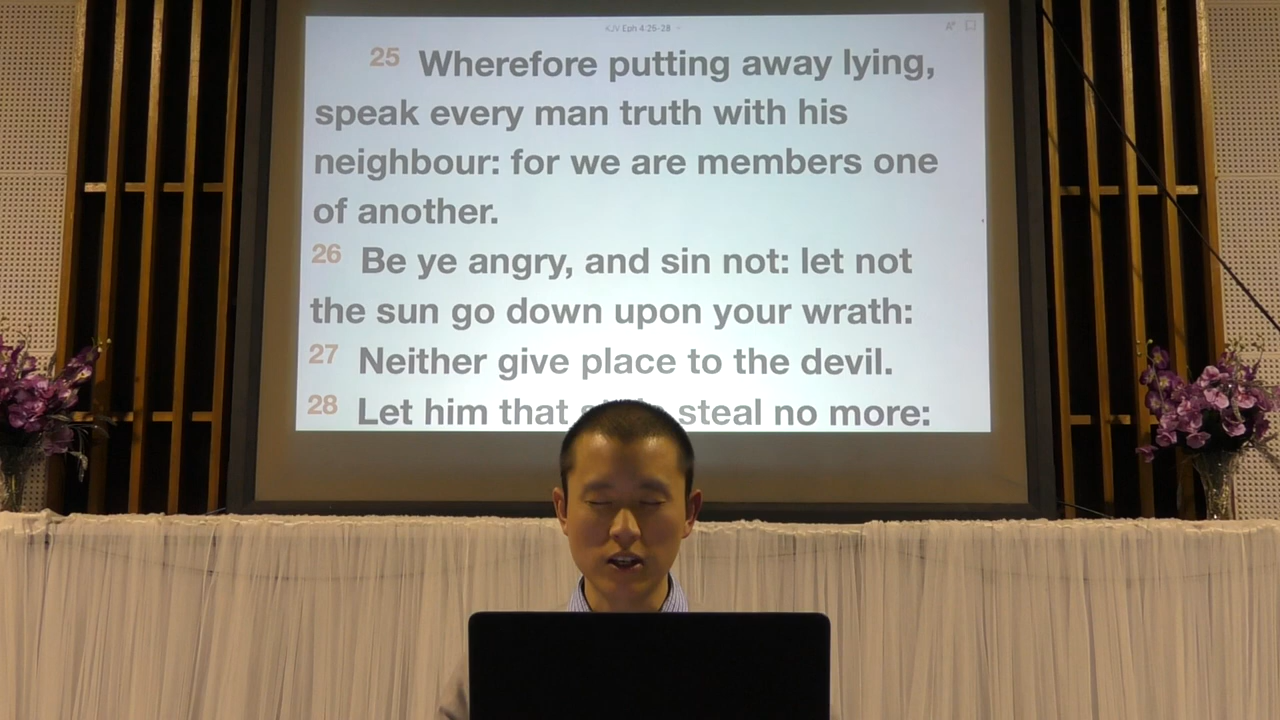 KJV Eph 4:25-28
25 Wherefore putting away lying,
speak every man truth with his
neighbour: for we are members one
of another.
26 Be ye angry, and sin not: let not
the sun go down upon your wrath:
27 Neither give place to the devil.
28 Let him that steal no more: